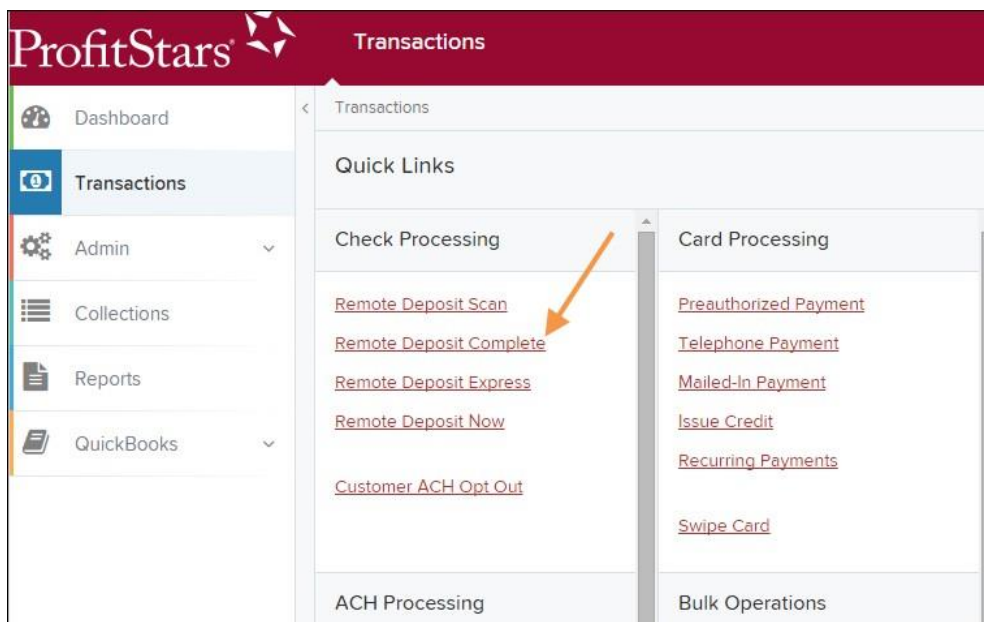 ProfitStars®
Transactions
Dashboard
Transactions
Admin
Collections
Reports
QuickBooks
Transactions
Quick Links
Check Processing
Remote Deposit Scan
Remote Deposit Complete
Remote Deposit Express
Remote Deposit Now
Customer ACH Opt Out
Card Processing
Preauthorized Payment
Telephone Payment
Mailed-In Payment
Issue Credit
Recurring Payments
Swipe Card
ACH Processing
Bulk Operations